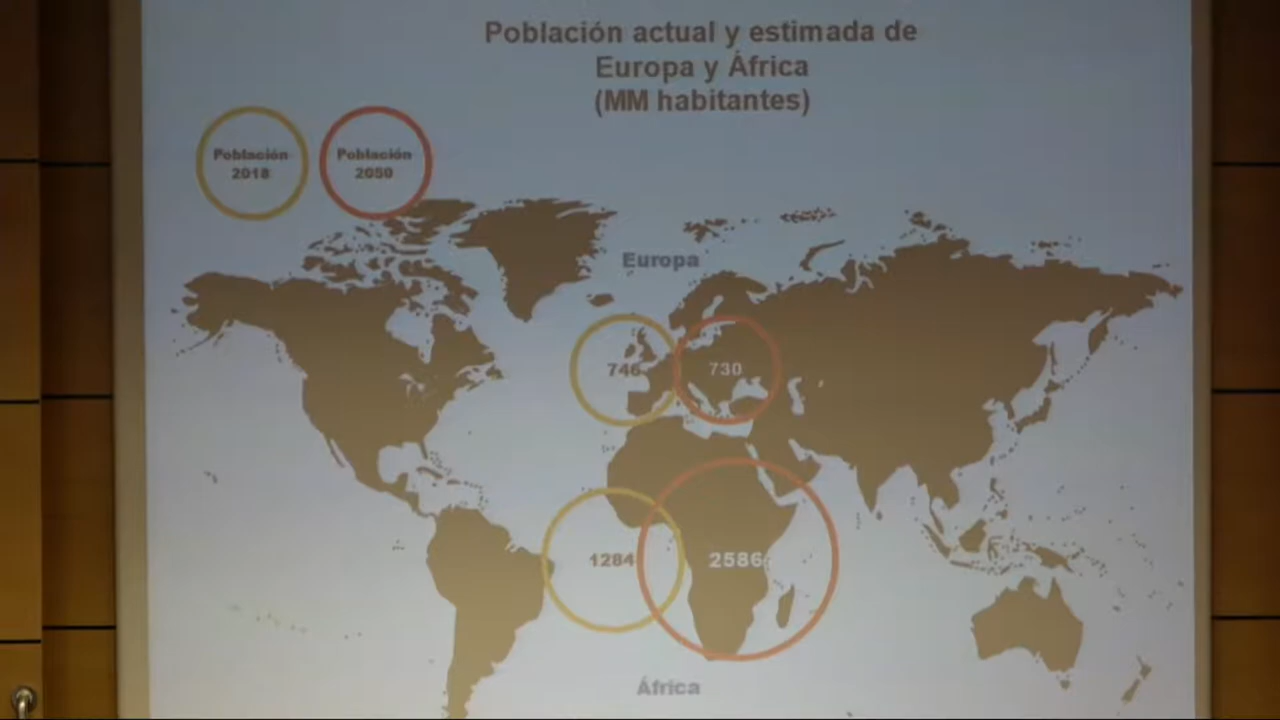 Población actual y estimada de
Europa y África
(MM habitantes)
Población
2018
Población
2050
Europa
746
730
1284
2586
África